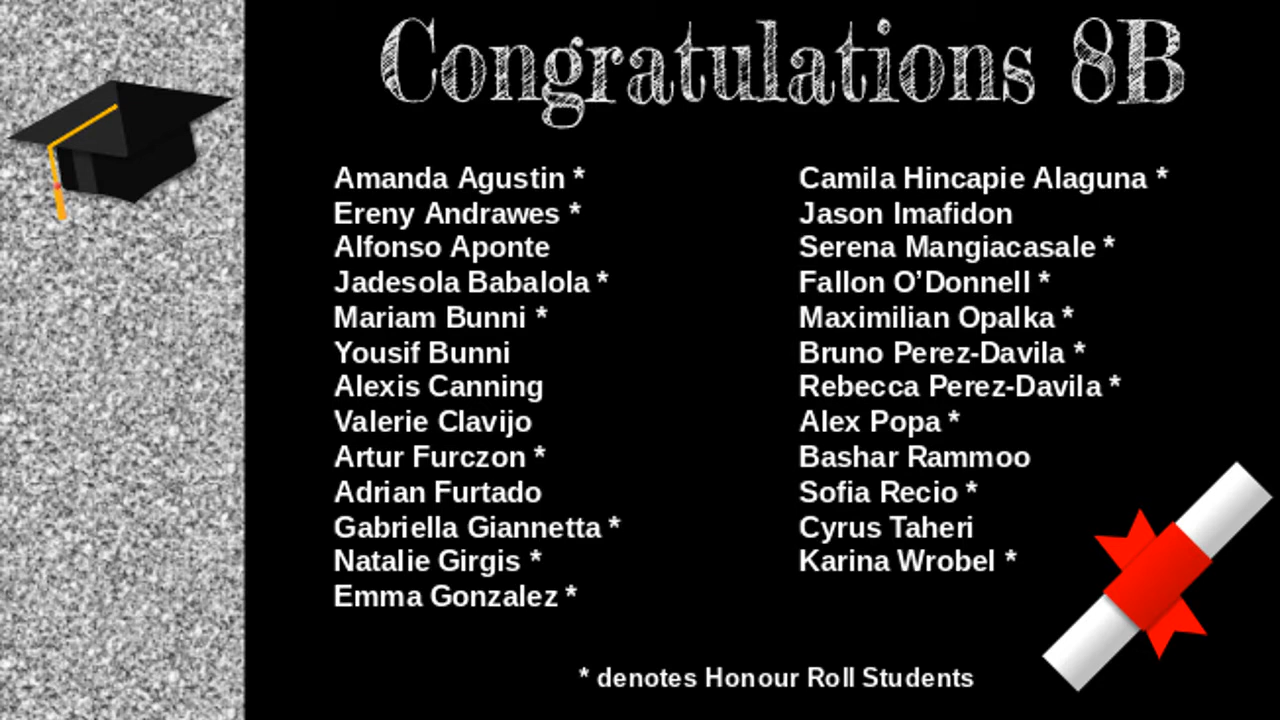 Congratulations 8B
Amanda Agustin *
Ereny Andrawes *
Alfonso Aponte
Jadesola Babalola *
Mariam Bunni *
Yousif Bunni
Alexis Canning
Valerie Clavijo
Artur Furczon *
Adrian Furtado
Gabriella Giannetta *
Natalie Girgis *
Emma Gonzalez *
Camila Hincapie Alaguna *
Jason Imafidon
Serena Mangiacasale *
Fallon O’Donnell *
Maximilian Opalka *
Bruno Perez-Davila *
Rebecca Perez-Davila *
Alex Popa *
Bashar Rammoo
Sofia Recio *
Cyrus Taheri
Karina Wrobel *
* denotes Honour Roll Students